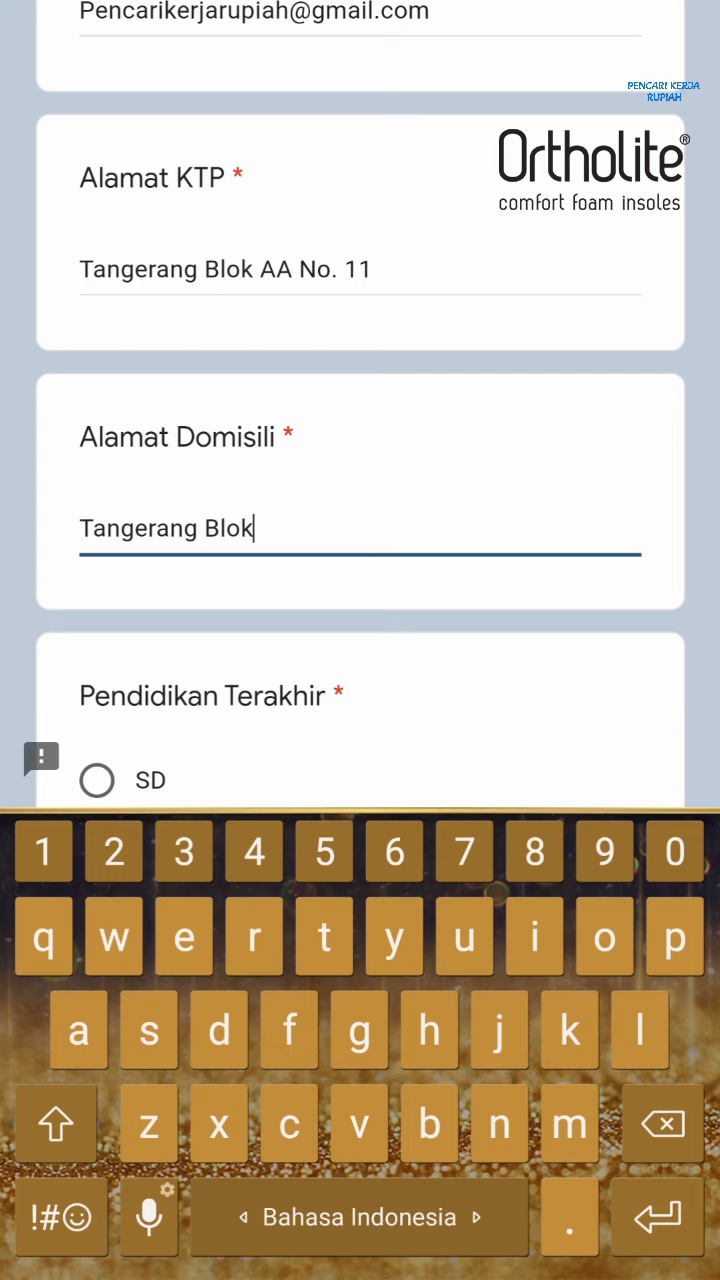 Pencarikerjarupiah@gmail.com
PENCARI KERJA
RUPIAH
Ortholite®
comfort foam insoles
Alamat KTP *
Tangerang Blok AA No. 11
Alamat Domisili *
Tangerang Blok
Pendidikan Terakhir *
!
SD
1 2 3 4 5 6 7 8 9 0
q w e r t y u i o p
a s d f g h j k l
z x c v b n m
!#☺ Bahasa Indonesia .